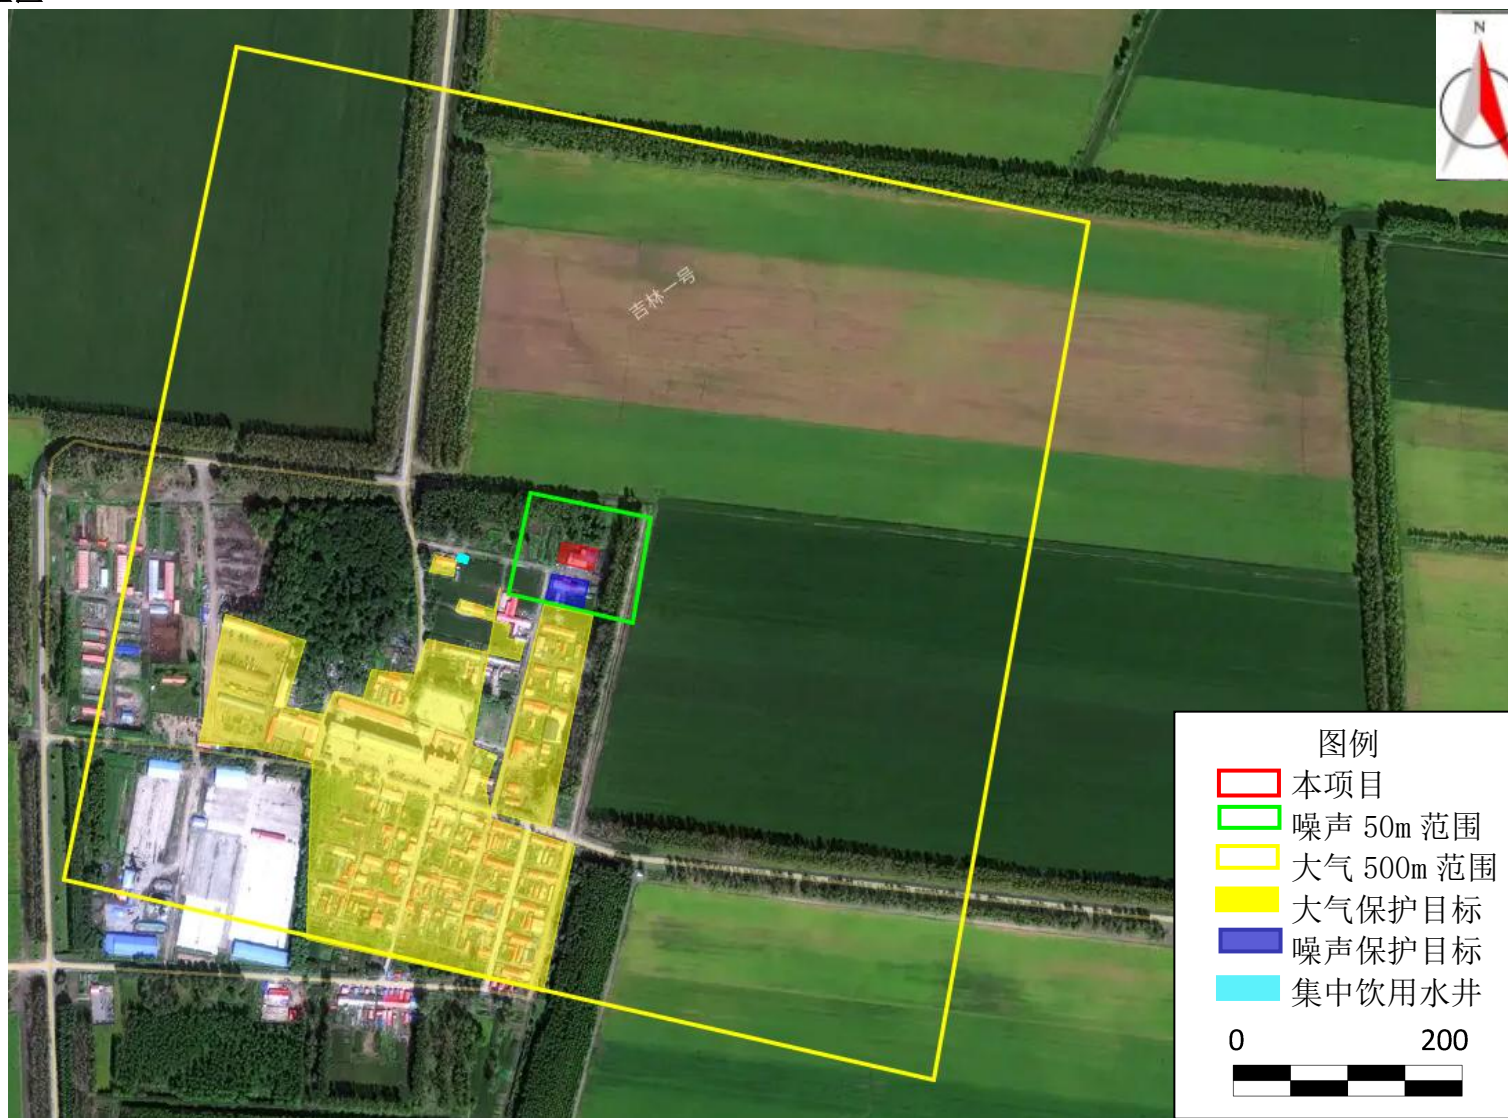 N
吉林一号
图例
本项目
噪声 50m 范围
大气 500m 范围
大气保护目标
噪声保护目标
集中饮用水井
0 200